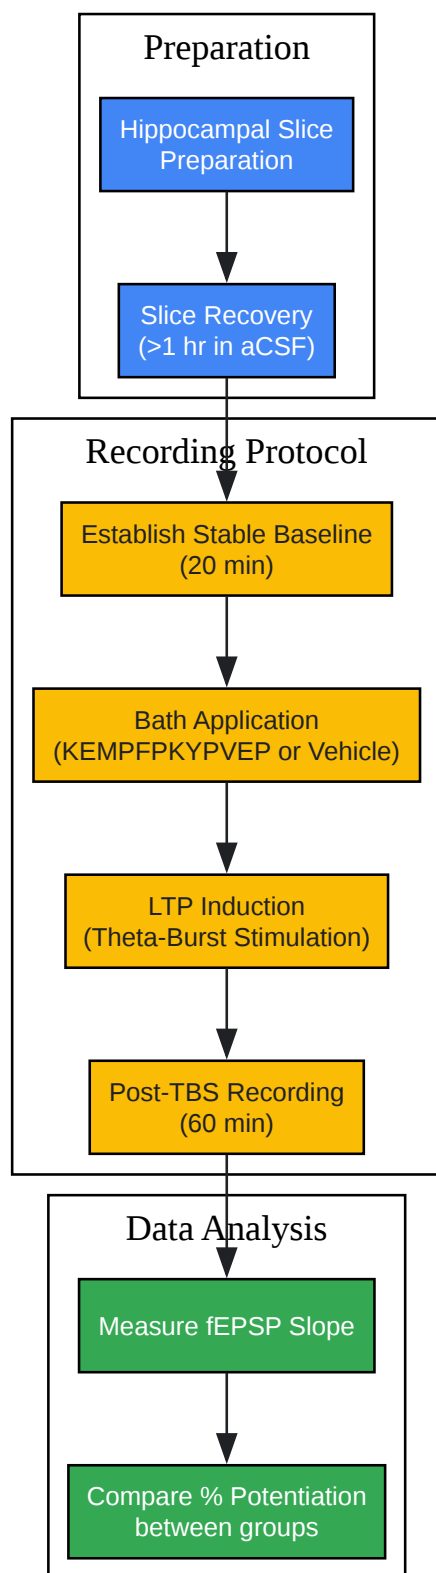 Preparation
Hippocampal Slice
Preparation
Slice Recovery
(>1 hr in aCSF)
Recording Protocol
Establish Stable Baseline
(20 min)
Bath Application
(KEMPFPKYPVEP or Vehicle)
LTP Induction
(Theta-Burst Stimulation)
Post-TBS Recording
(60 min)
Data Analysis
Measure fEPSP Slope
Compare % Potentiation
between groups